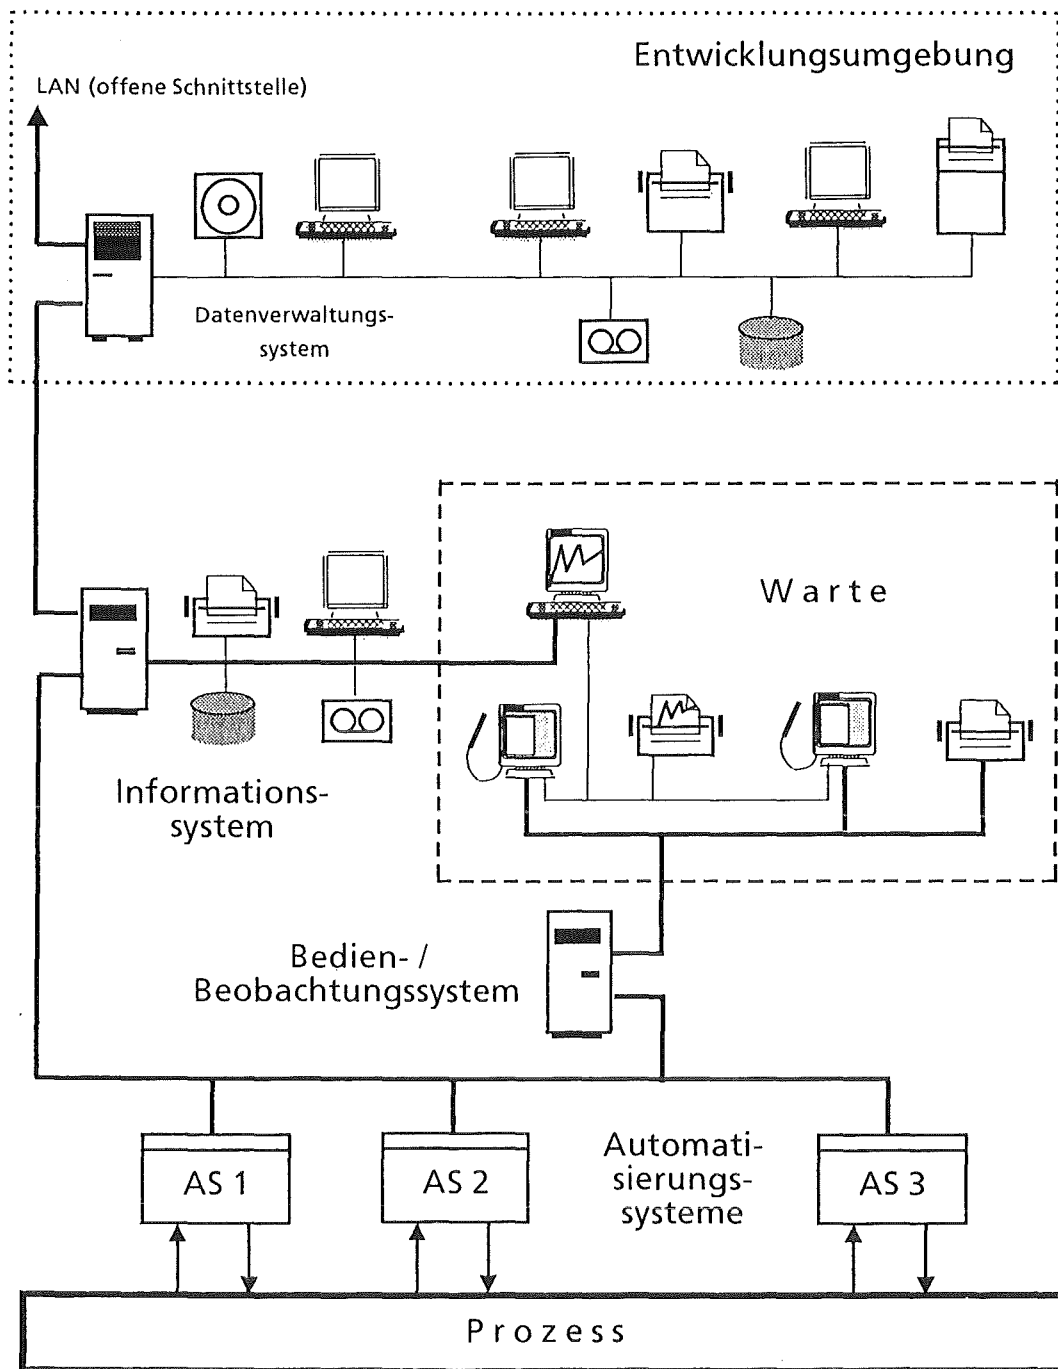 Entwicklungsumgebung
LAN (offene Schnittstelle)
Datenverwaltungs-
system
Warte
Informations-
system
Bedien- /
Beobachtungssystem
Automati-
sierungs-
systeme
AS 1
AS 2
AS 3
Prozess